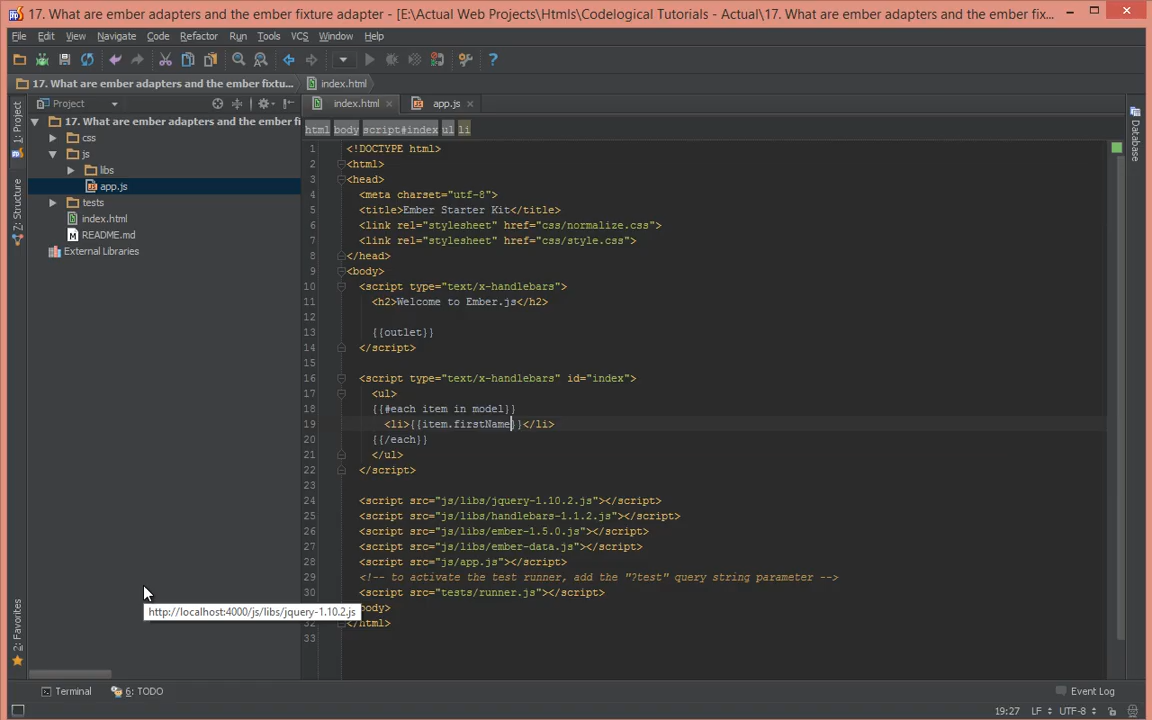 17. What are ember adapters and the ember fixture adapter - [E:\Actual Web Projects\Htmls\Codelogical Tutorials - Actual\17. What are ember adapters and the ember fix...
File Edit View Navigate Code Refactor Run Tools VCS Window Help
17. What are ember adapters and the ember fixtu... index.html
Project index.html app.js
1: Project
Z: Structure
2: Favorites
Database
17. What are ember adapters and the ember fi
css
js
libs
app.js
tests
index.html
README.md
External Libraries
html body script#index ul li
1 <!DOCTYPE html>
2 <html>
3 <head>
4 <meta charset="utf-8">
5 <title>Ember Starter Kit</title>
6 <link rel="stylesheet" href="css/normalize.css">
7 <link rel="stylesheet" href="css/style.css">
8 </head>
9 <body>
10 <script type="text/x-handlebars">
11 <h2>Welcome to Ember.js</h2>
12
13 {{outlet}}
14 </script>
15
16 <script type="text/x-handlebars" id="index">
17 <ul>
18 {{#each item in model}}
19 <li>{{item.firstName}}</li>
20 {{/each}}
21 </ul>
22 </script>
23
24 <script src="js/libs/jquery-1.10.2.js"></script>
25 <script src="js/libs/handlebars-1.1.2.js"></script>
26 <script src="js/libs/ember-1.5.0.js"></script>
27 <script src="js/libs/ember-data.js"></script>
28 <script src="js/app.js"></script>
29 <!-- to activate the test runner, add the "?test" query string parameter -->
30 <script src="tests/runner.js"></script>
body>
32 </html>
33
http://localhost:4000/js/libs/jquery-1.10.2.js
Terminal 6: TODO Event Log
19:27 LF UTF-8